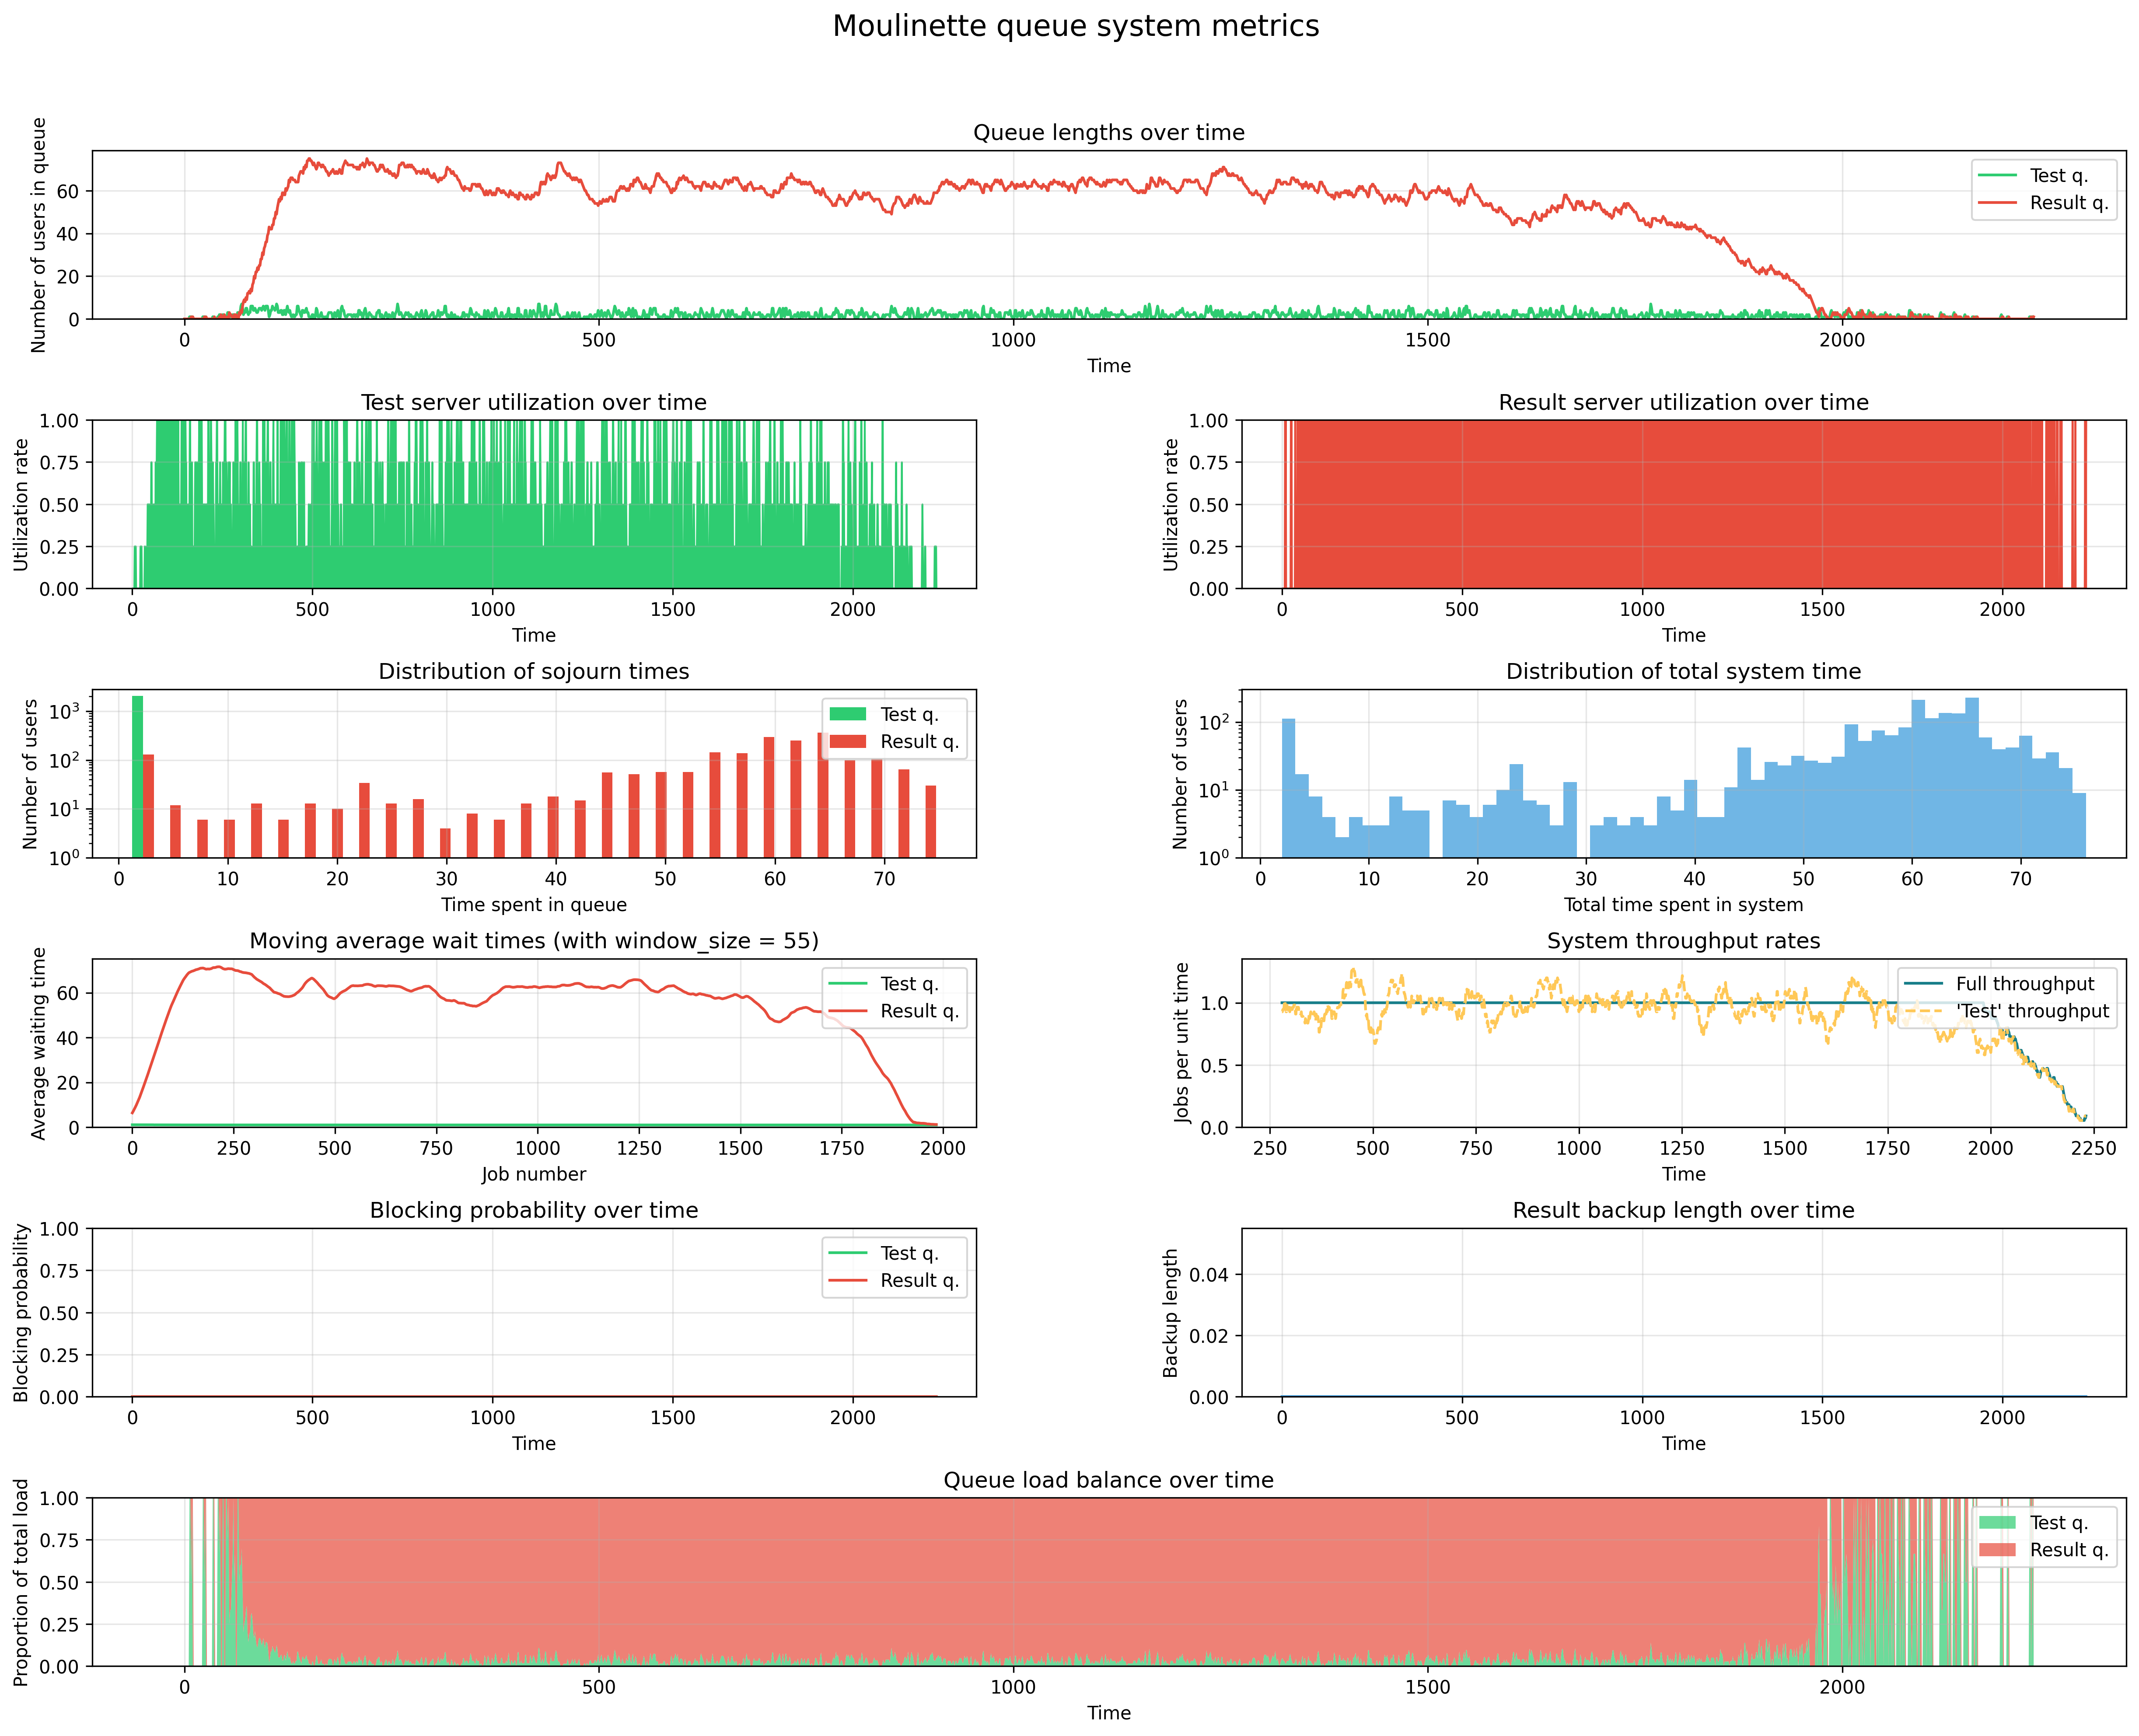 Moulinette queue system metrics
Queue lengths over time
Number of users in queue
60
40
20
0
Test q.
Result q.
0 500 1000 1500 2000
Time
Test server utilization over time
Utilization rate
1.00
0.75
0.50
0.25
0.00
0 500 1000 1500 2000
Time
Result server utilization over time
Utilization rate
1.00
0.75
0.50
0.25
0.00
0 500 1000 1500 2000
Time
Distribution of sojourn times
Number of users
10³
10²
10¹
10⁰
Test q.
Result q.
0 10 20 30 40 50 60 70
Time spent in queue
Distribution of total system time
Number of users
10²
10¹
10⁰
0 10 20 30 40 50 60 70
Total time spent in system
Moving average wait times (with window_size = 55)
Average waiting time
60
40
20
0
Test q.
Result q.
0 250 500 750 1000 1250 1500 1750 2000
Job number
System throughput rates
Jobs per unit time
1.0
0.5
0.0
Full throughput
'Test' throughput
250 500 750 1000 1250 1500 1750 2000 2250
Time
Blocking probability over time
Blocking probability
1.00
0.75
0.50
0.25
0.00
Test q.
Result q.
0 500 1000 1500 2000
Time
Result backup length over time
Backup length
0.04
0.02
0.00
0 500 1000 1500 2000
Time
Queue load balance over time
Proportion of total load
1.00
0.75
0.50
0.25
0.00
Test q.
Result q.
0 500 1000 1500 2000
Time